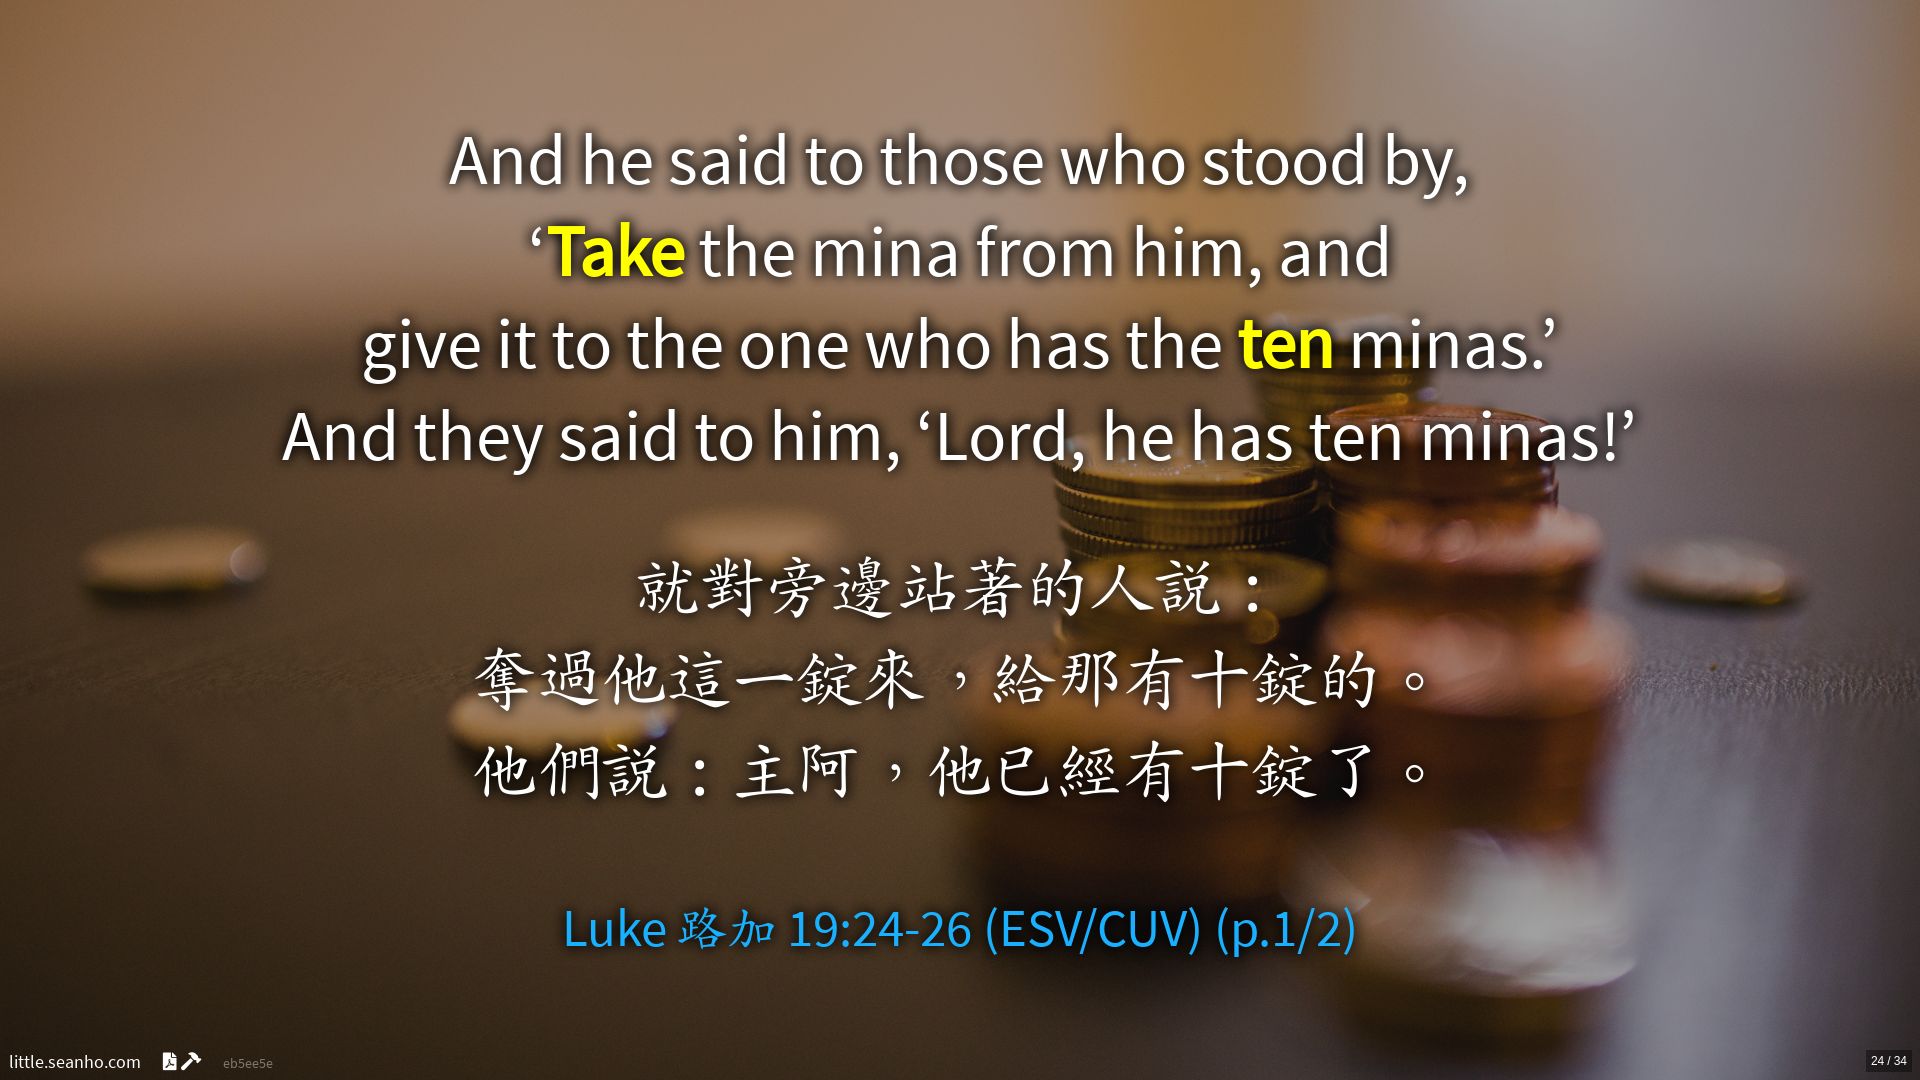 And he said to those who stood by,
‘Take the mina from him, and
give it to the one who has the ten minas.’
And they said to him, ‘Lord, he has ten minas!’
就對旁邊站著的人説：
奪過他這一錠來，給那有十錠的。
他們説：主阿，他已經有十錠了。
Luke 路加 19:24-26 (ESV/CUV) (p.1/2)
little.seanho.com eb5ee5e
24 / 34